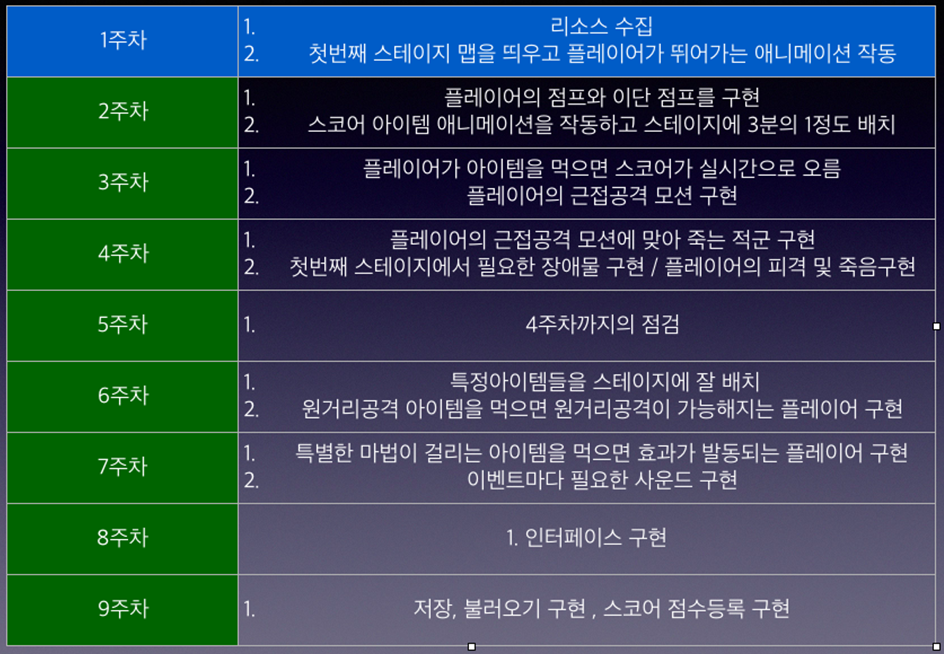 1주차
1. 리소스 수집
2. 첫번째 스테이지 맵을 띄우고 플레이어가 뛰어가는 애니메이션 작동
2주차
1. 플레이어의 점프와 이단 점프를 구현
2. 스코어 아이템 애니메이션을 작동하고 스테이지에 3분의 1정도 배치
3주차
1. 플레이어가 아이템을 먹으면 스코어가 실시간으로 오름
2. 플레이어의 근접공격 모션 구현
4주차
1. 플레이어의 근접공격 모션에 맞아 죽는 적군 구현
2. 첫번째 스테이지에서 필요한 장애물 구현 / 플레이어의 피격 및 죽음구현
5주차
1. 4주차까지의 점검
6주차
1. 특정아이템들을 스테이지에 잘 배치
2. 원거리공격 아이템을 먹으면 원거리공격이 가능해지는 플레이어 구현
7주차
1. 특별한 마법이 걸리는 아이템을 먹으면 효과가 발동되는 플레이어 구현
2. 이벤트마다 필요한 사운드 구현
8주차
1. 인터페이스 구현
9주차
1. 저장, 불러오기 구현 , 스코어 점수등록 구현